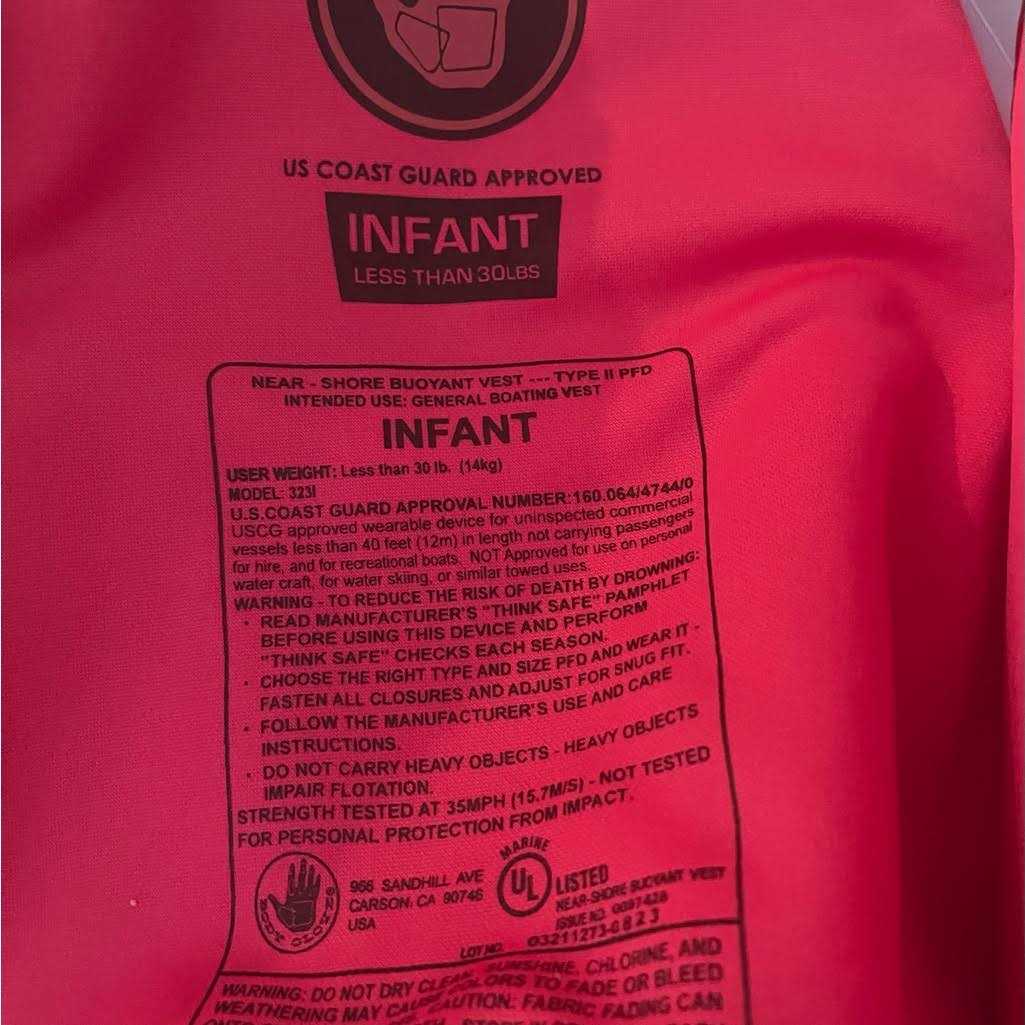 US COAST GUARD APPROVED
INFANT
LESS THAN 30LBS
NEAR - SHORE BUOYANT VEST --- TYPE II PFD
INTENDED USE: GENERAL BOATING VEST
INFANT
USER WEIGHT: Less than 30 lb. (14kg)
MODEL: 323I
U.S.COAST GUARD APPROVAL NUMBER:160.064/4744/0
USCG approved wearable device for uninspected commercial
vessels less than 40 feet (12m) in length not carrying passengers
for hire, and for recreational boats. NOT Approved for use on personal
water craft, for water skiing, or similar towed uses.
WARNING - TO REDUCE THE RISK OF DEATH BY DROWNING:
• READ MANUFACTURER'S "THINK SAFE" PAMPHLET
BEFORE USING THIS DEVICE AND PERFORM
"THINK SAFE" CHECKS EACH SEASON.
• CHOOSE THE RIGHT TYPE AND SIZE PFD AND WEAR IT -
FASTEN ALL CLOSURES AND ADJUST FOR SNUG FIT.
• FOLLOW THE MANUFACTURER'S USE AND CARE
INSTRUCTIONS.
• DO NOT CARRY HEAVY OBJECTS - HEAVY OBJECTS
IMPAIR FLOTATION.
STRENGTH TESTED AT 35MPH (15.7M/S) - NOT TESTED
FOR PERSONAL PROTECTION FROM IMPACT.
BODY GLOVE
966 SANDHILL AVE
CARSON, CA 90746
USA
MARINE
UL
LISTED
NEAR-SHORE BUOYANT VEST
ISSUE NO.
LOT NO. 03211273-0823
WARNING: DO NOT DRY CLEAN. SUNSHINE, CHLORINE, AND
WEATHERING MAY CAUSE COLORS TO FADE OR BLEED
CAUTION: FABRIC FADING CAN